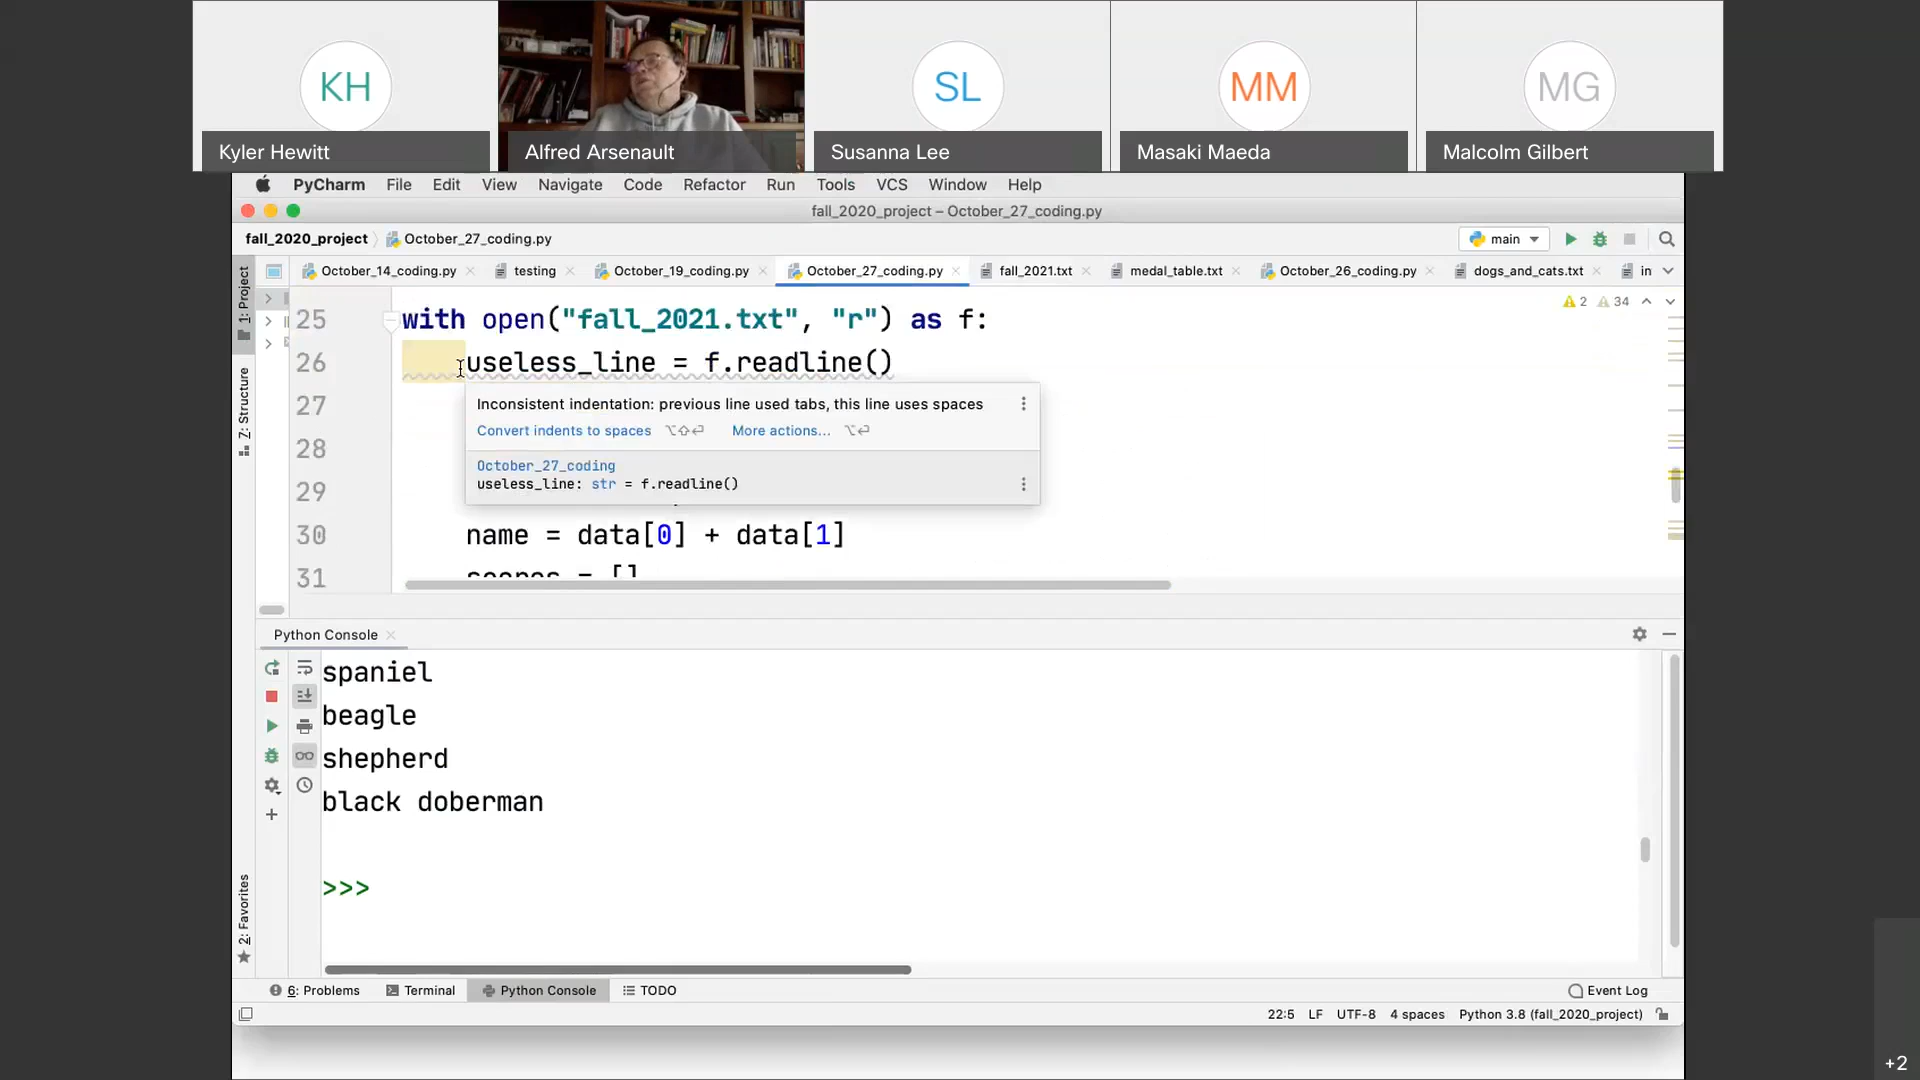 KH
SL
MM
MG
Kyler Hewitt
Alfred Arsenault
Susanna Lee
Masaki Maeda
Malcolm Gilbert
PyCharm File Edit View Navigate Code Refactor Run Tools VCS Window Help
fall_2020_project – October_27_coding.py
fall_2020_project October_27_coding.py
main
October_14_coding.py testing October_19_coding.py October_27_coding.py fall_2021.txt medal_table.txt October_26_coding.py dogs_and_cats.txt in
1: Project
Z: Structure
2: Favorites
2 34
25 with open("fall_2021.txt", "r") as f:
26 useless_line = f.readline()
27
28
29
30 name = data[0] + data[1]
31 scores = []
Inconsistent indentation: previous line used tabs, this line uses spaces
Convert indents to spaces ⌥⇧⏎ More actions... ⌥⏎
October_27_coding
useless_line: str = f.readline()
Python Console
spaniel
beagle
shepherd
black doberman
>>>
6: Problems Terminal Python Console TODO Event Log
22:5 LF UTF-8 4 spaces Python 3.8 (fall_2020_project)
+2